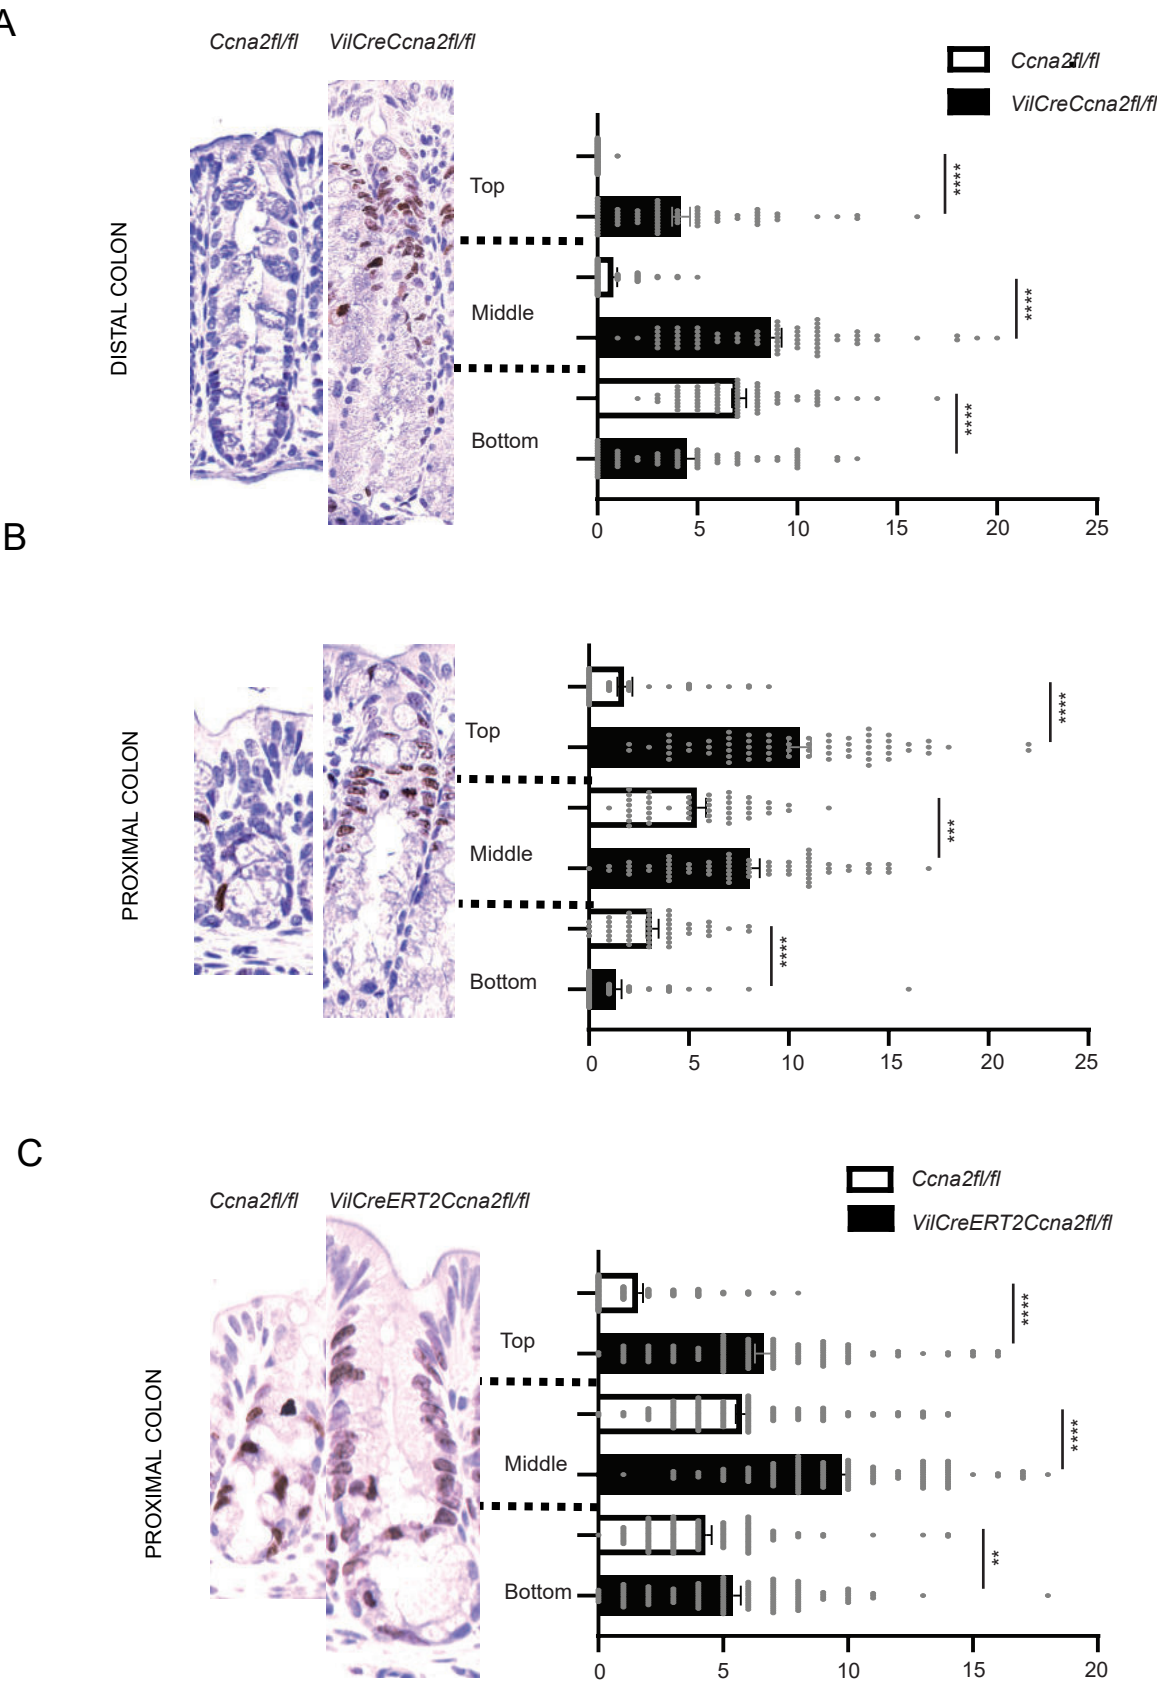 A
Ccna2fl/fl
VilCreCcna2fl/fl
Ccna2fl/fl
VilCreCcna2fl/fl
DISTAL COLON
Top
Middle
Bottom
****
****
****
0 5 10 15 20 25
B
PROXIMAL COLON
Top
Middle
Bottom
****
***
****
0 5 10 15 20 25
C
Ccna2fl/fl
VilCreERT2Ccna2fl/fl
Ccna2fl/fl
VilCreERT2Ccna2fl/fl
PROXIMAL COLON
Top
Middle
Bottom
****
****
**
0 5 10 15 20